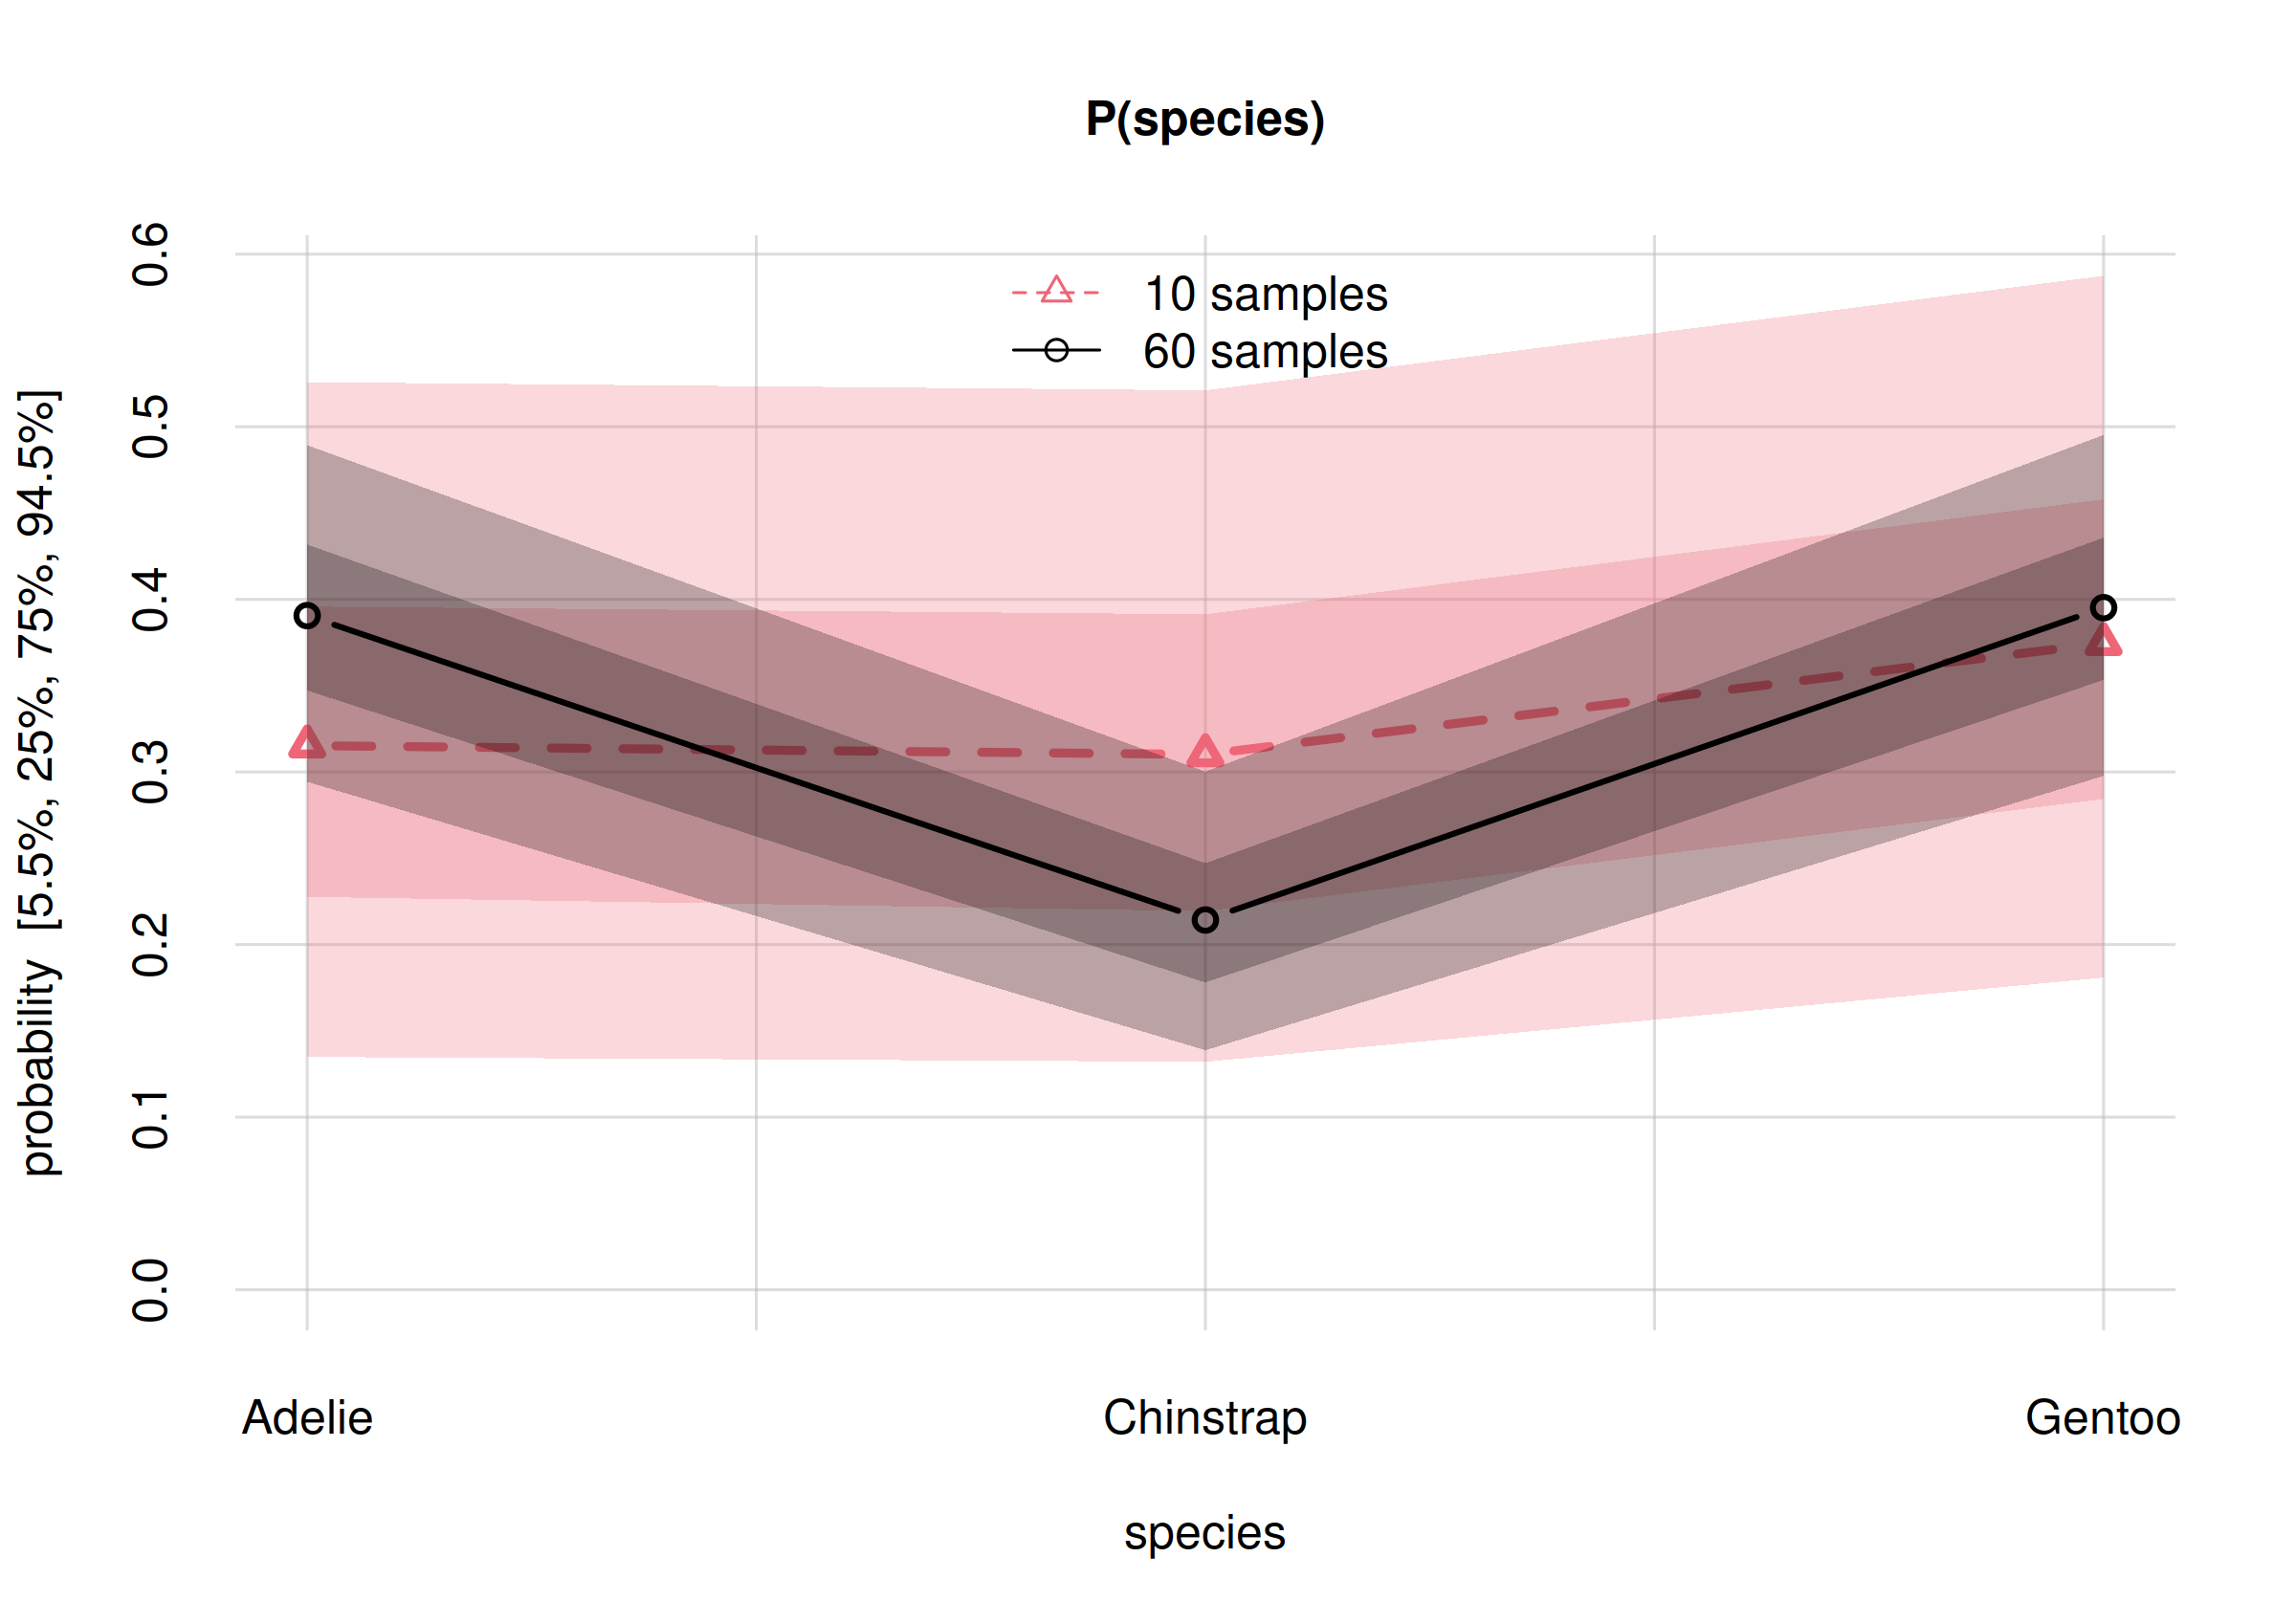 P(species)
10 samples
60 samples
probability  [5.5%, 25%, 75%, 94.5%]
0.6
0.5
0.4
0.3
0.2
0.1
0.0
Adelie
Chinstrap
Gentoo
species